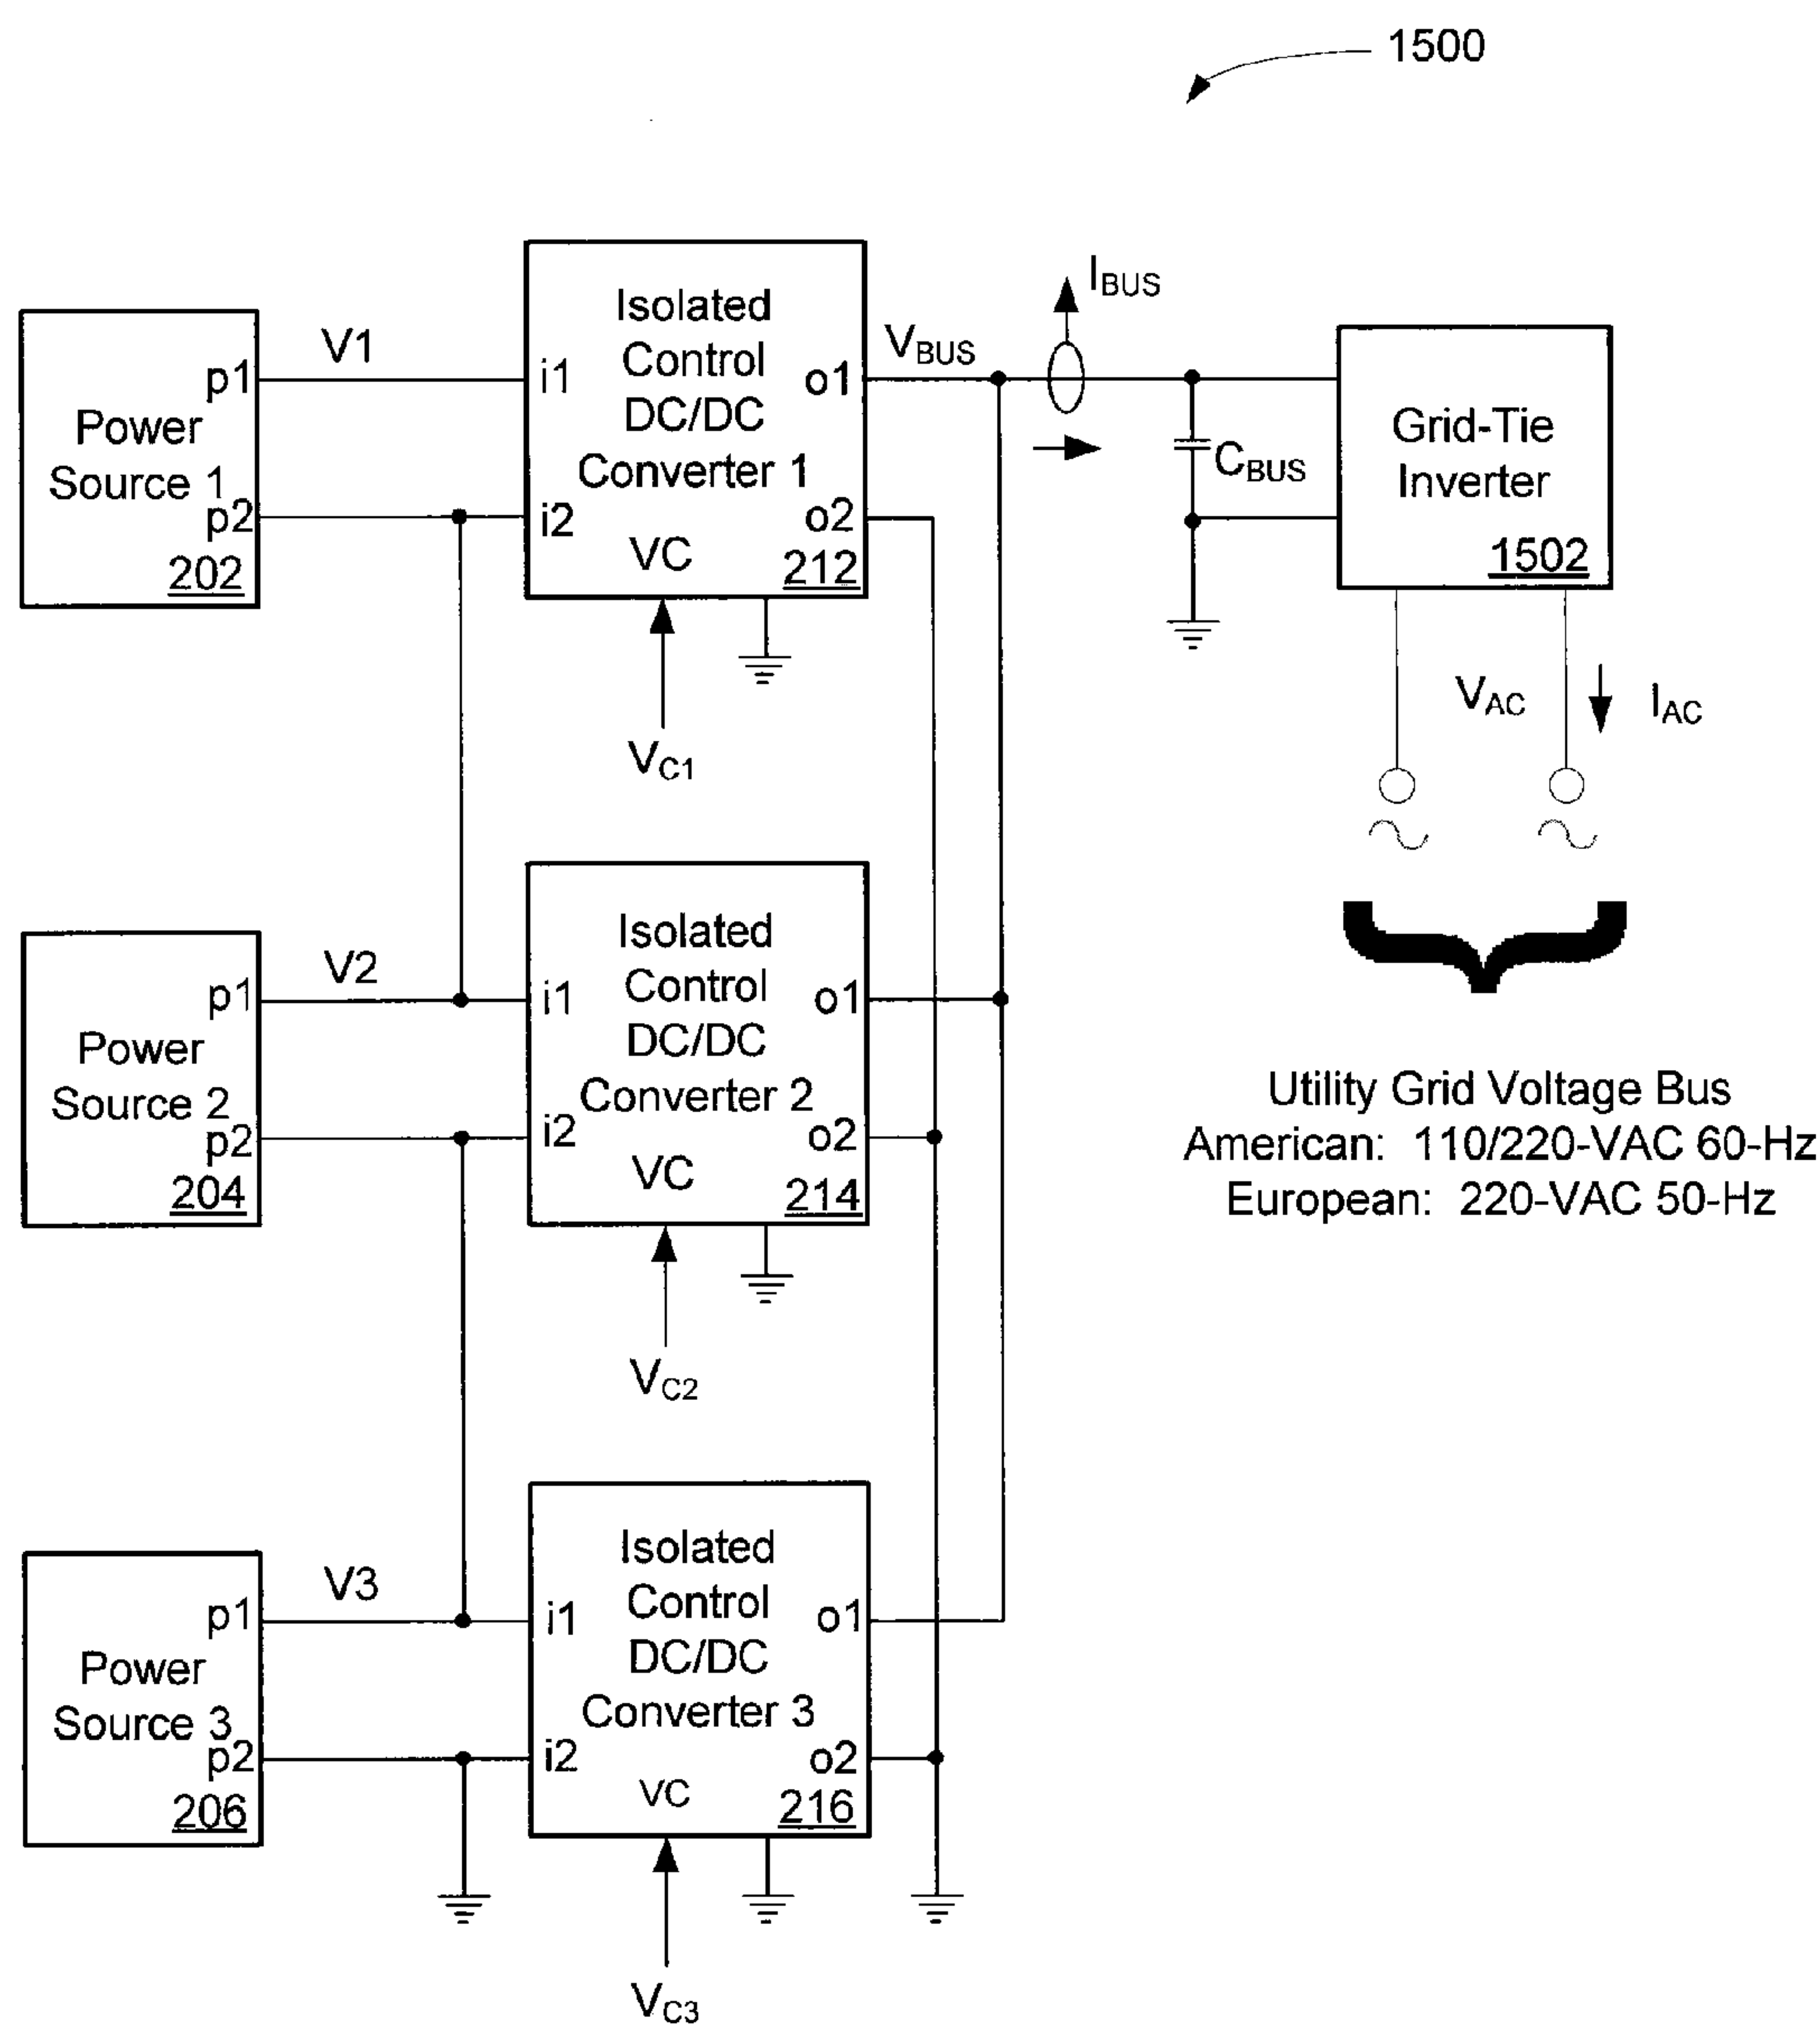 1500
Power
Source 1
p1
p2
202
V1
Isolated
Control
DC/DC
Converter 1
i1
i2
o1
o2
VC
212
VC1
VBUS
IBUS
CBUS
Grid-Tie
Inverter
1502
VAC
IAC
Utility Grid Voltage Bus
American: 110/220-VAC 60-Hz
European: 220-VAC 50-Hz
Power
Source 2
p1
p2
204
V2
Isolated
Control
DC/DC
Converter 2
i1
i2
o1
o2
VC
214
VC2
Power
Source 3
p1
p2
206
V3
Isolated
Control
DC/DC
Converter 3
i1
i2
o1
o2
VC
216
VC3